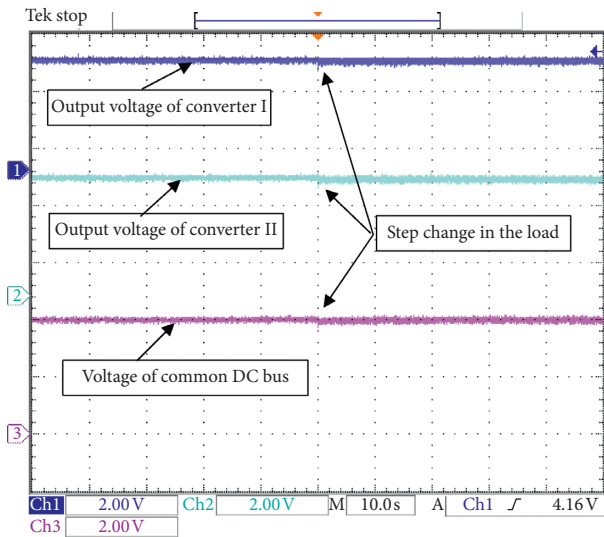 Tek stop
Output voltage of converter I
1
Output voltage of converter II
Step change in the load
2
Voltage of common DC bus
3
Ch1 2.00 V Ch2 2.00 V M 10.0 s A Ch1 4.16 V
Ch3 2.00 V